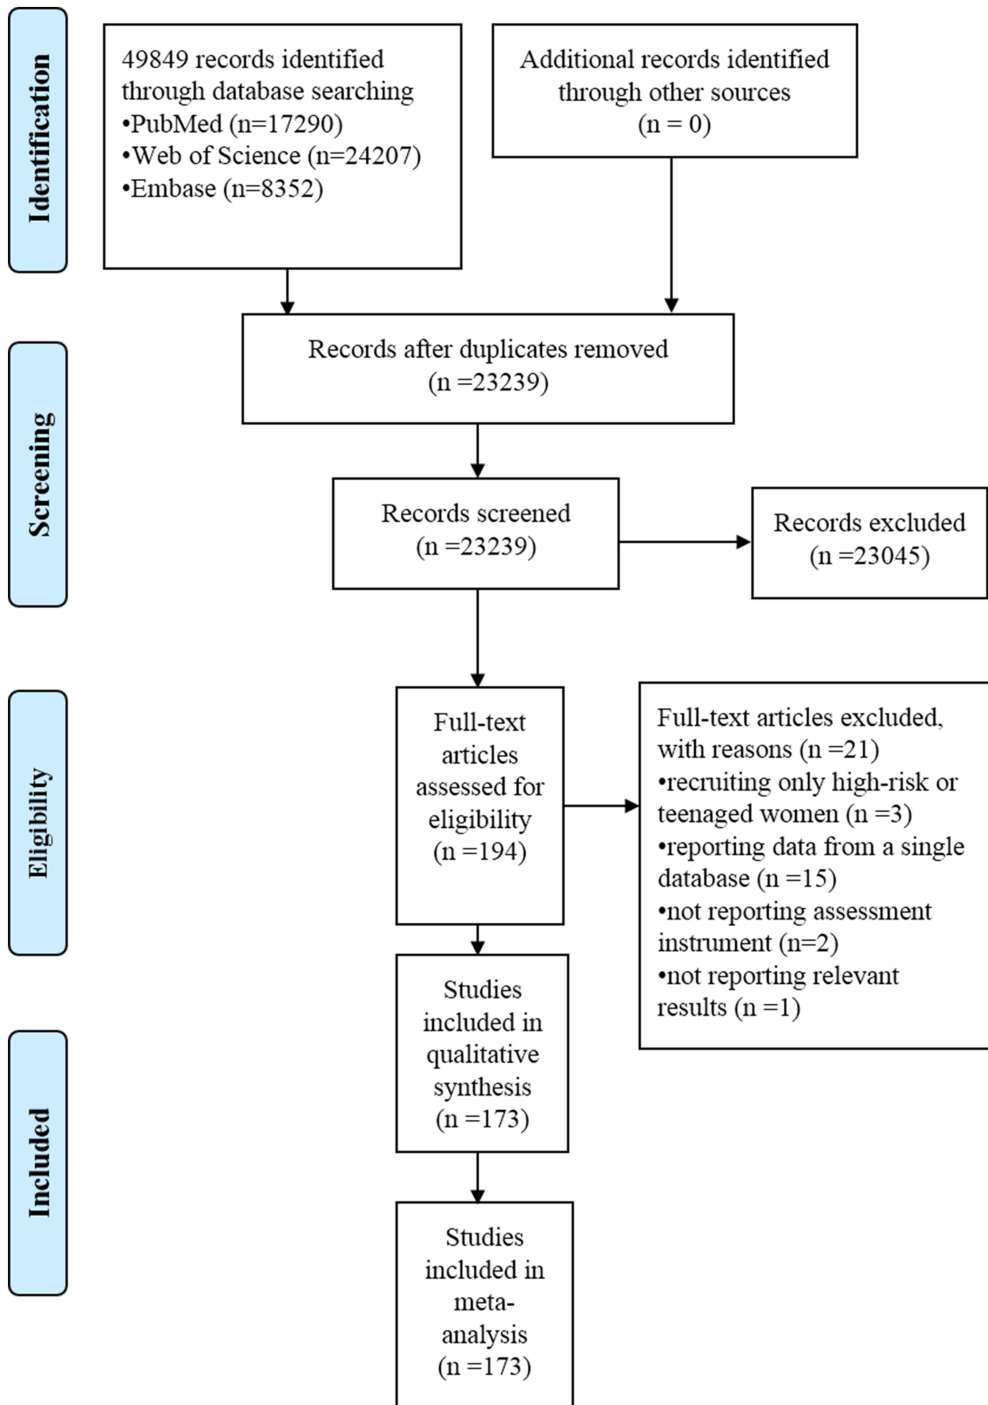 Identification
49849 records identified
through database searching
•PubMed (n=17290)
•Web of Science (n=24207)
•Embase (n=8352)
Additional records identified
through other sources
(n = 0)
Screening
Records after duplicates removed
(n =23239)
Records screened
(n =23239)
Records excluded
(n =23045)
Eligibility
Full-text
articles
assessed for
eligibility
(n =194)
Full-text articles excluded,
with reasons (n =21)
•recruiting only high-risk or
teenaged women (n =3)
•reporting data from a single
database (n =15)
•not reporting assessment
instrument (n=2)
•not reporting relevant
results (n =1)
Included
Studies
included in
qualitative
synthesis
(n =173)
Studies
included in
meta-
analysis
(n =173)